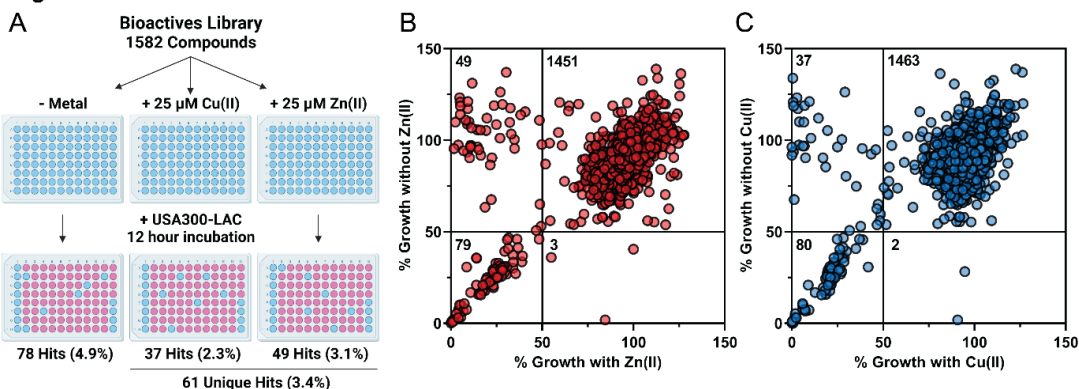 A
Bioactives Library
1582 Compounds
- Metal
+ 25 µM Cu(II)
+ 25 µM Zn(II)
+ USA300-LAC
12 hour incubation
78 Hits (4.9%)
37 Hits (2.3%)
49 Hits (3.1%)
61 Unique Hits (3.4%)
B
% Growth without Zn(II)
150
100
50
0
49
1451
79
3
0
50
100
150
% Growth with Zn(II)
C
% Growth without Cu(II)
150
100
50
0
37
1463
80
2
0
50
100
150
% Growth with Cu(II)